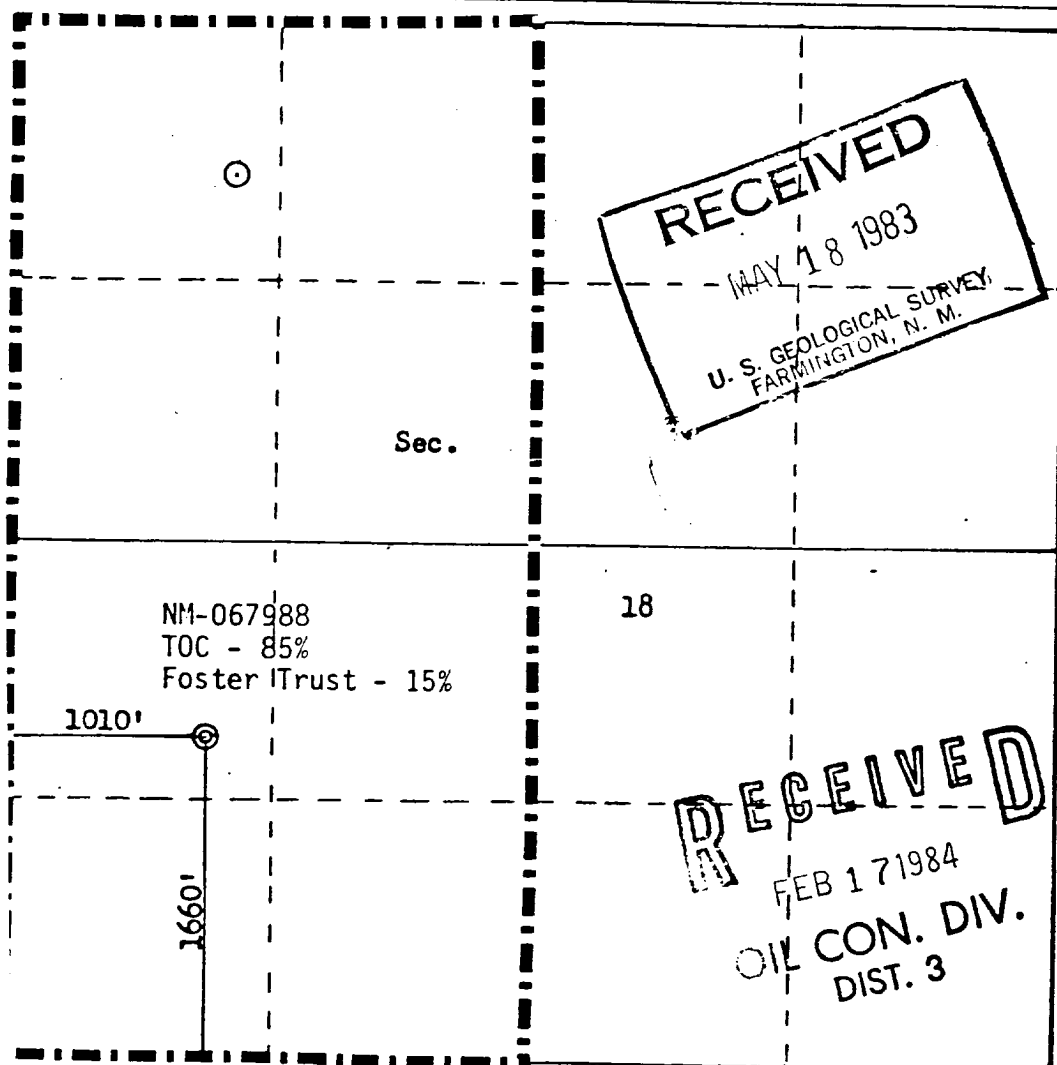 RECEIVED
MAY 18 1983
U. S. GEOLOGICAL SURVEY,
FARMINGTON, N. M.
Sec.
18
NM-067988
TOC - 85%
Foster Trust - 15%
1010'
1660'
RECEIVED
FEB 17 1984
OIL CON. DIV.
DIST. 3